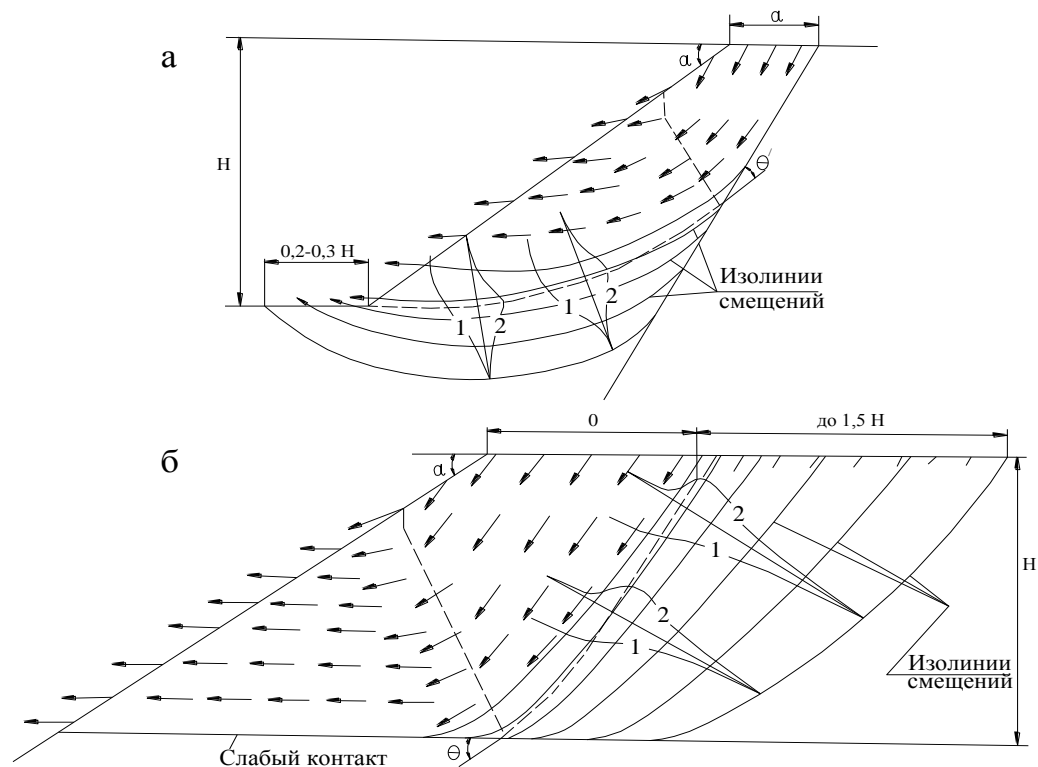 а
α
α
H
θ
0,2-0,3 H
Изолинии
смещений
1
2
1
2
б
0
до 1,5 H
α
2
1
H
2
1
Изолинии
смещений
Слабый контакт
θ